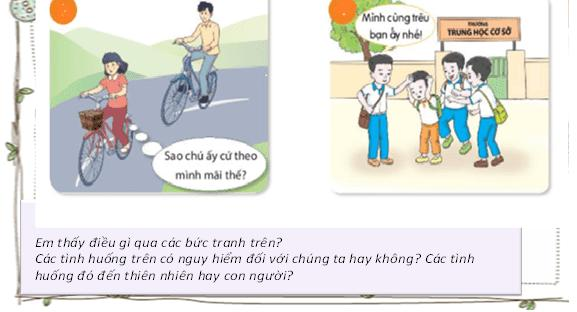 Mình cùng trêu
bạn ấy nhé!
TRƯỜNG
TRUNG HỌC CƠ SỞ
Sao chú ấy cứ theo
mình mãi thế?
Em thấy điều gì qua các bức tranh trên?
Các tình huống trên có nguy hiểm đối với chúng ta hay không? Các tình
huống đó đến thiên nhiên hay con người?